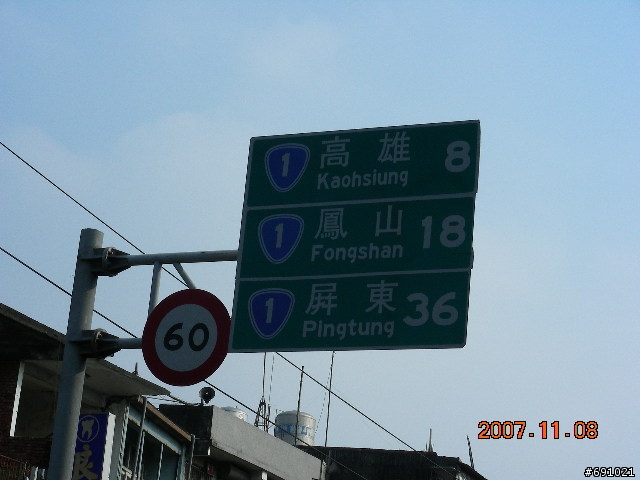 1 高雄 8
Kaohsiung
1 鳳山 18
Fongshan
1 屏東 36
Pingtung
60
2007.11.08
#691021